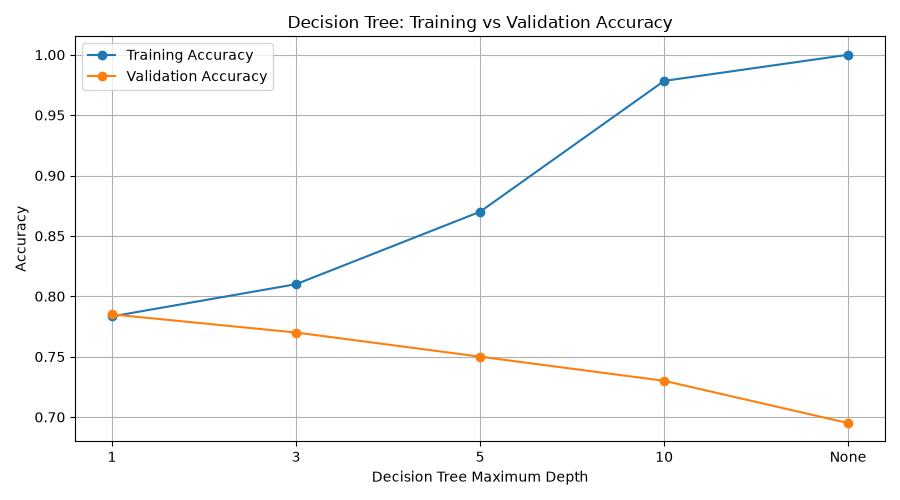 Decision Tree: Training vs Validation Accuracy
Training Accuracy
Validation Accuracy
1.00
0.95
0.90
0.85
0.80
0.75
0.70
Accuracy
1 3 5 10 None
Decision Tree Maximum Depth